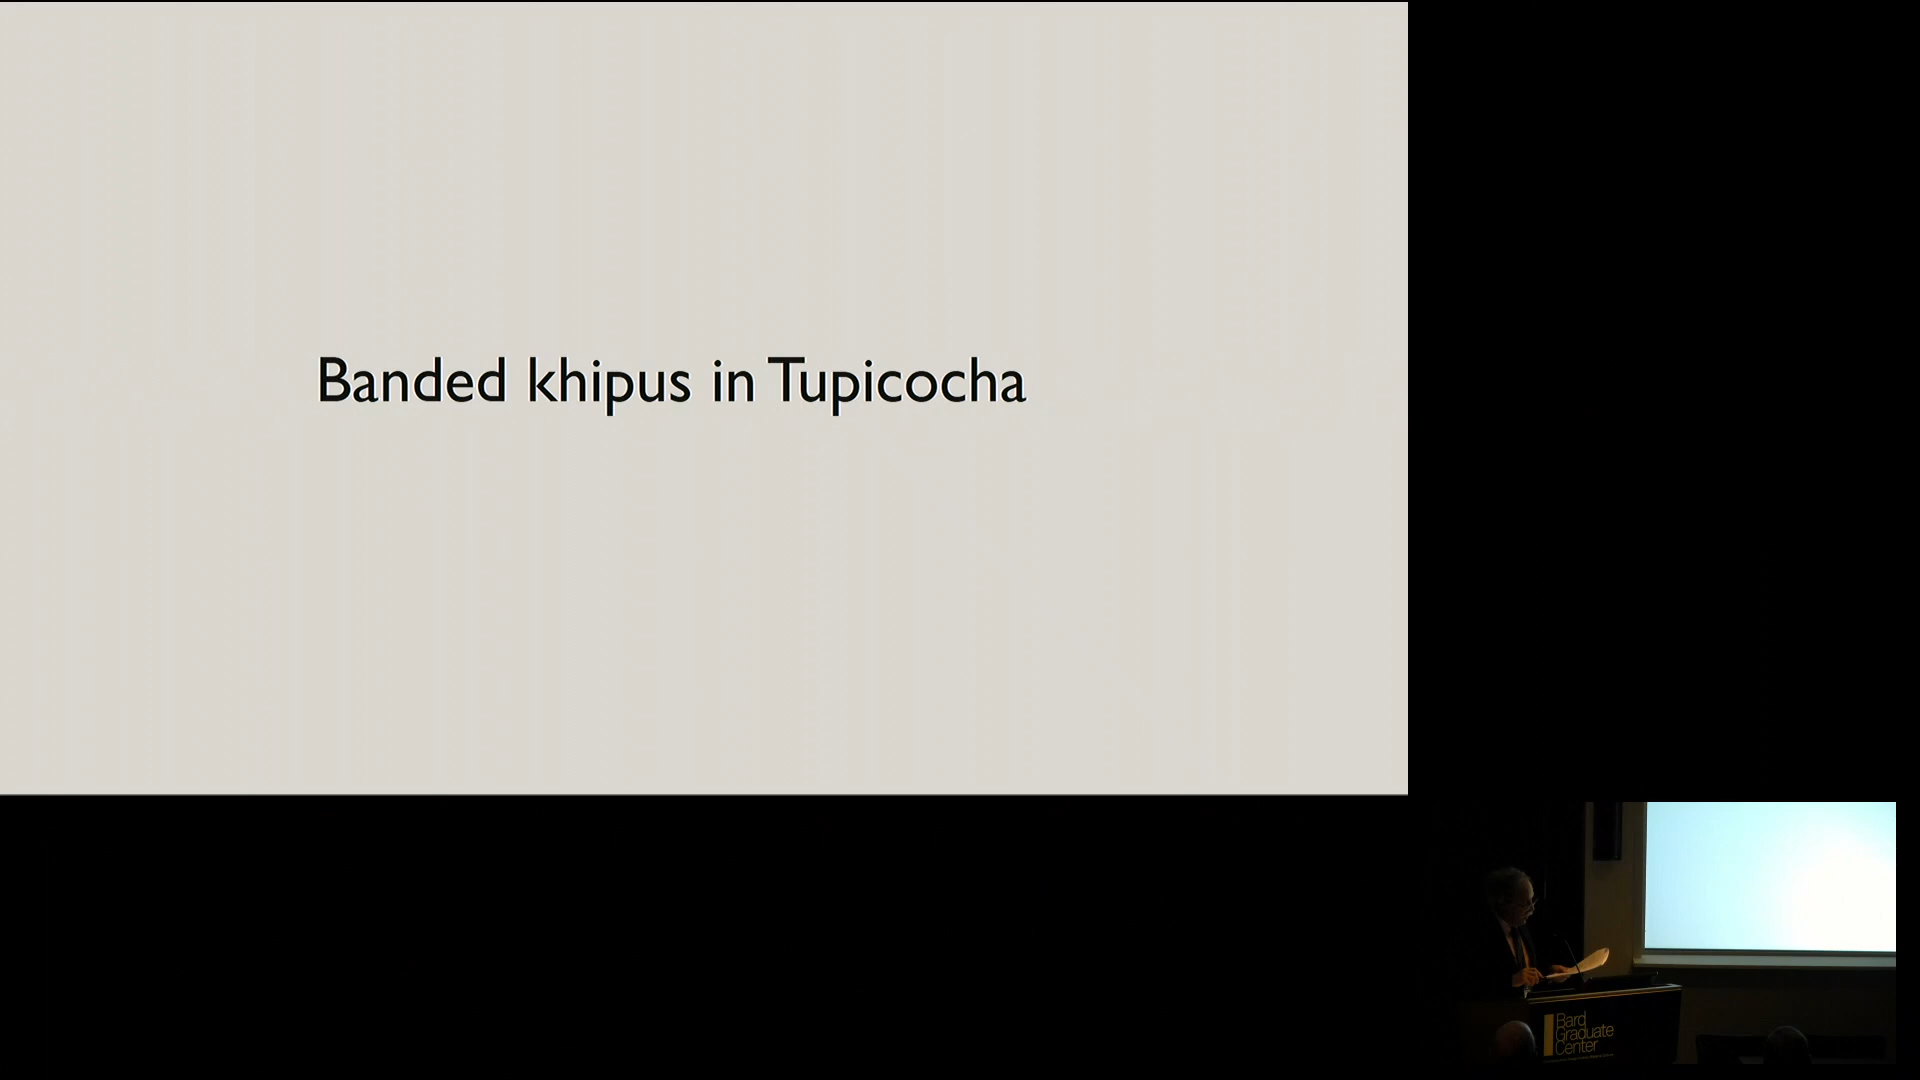 Banded khipus in Tupicocha
Bard
Graduate
Center